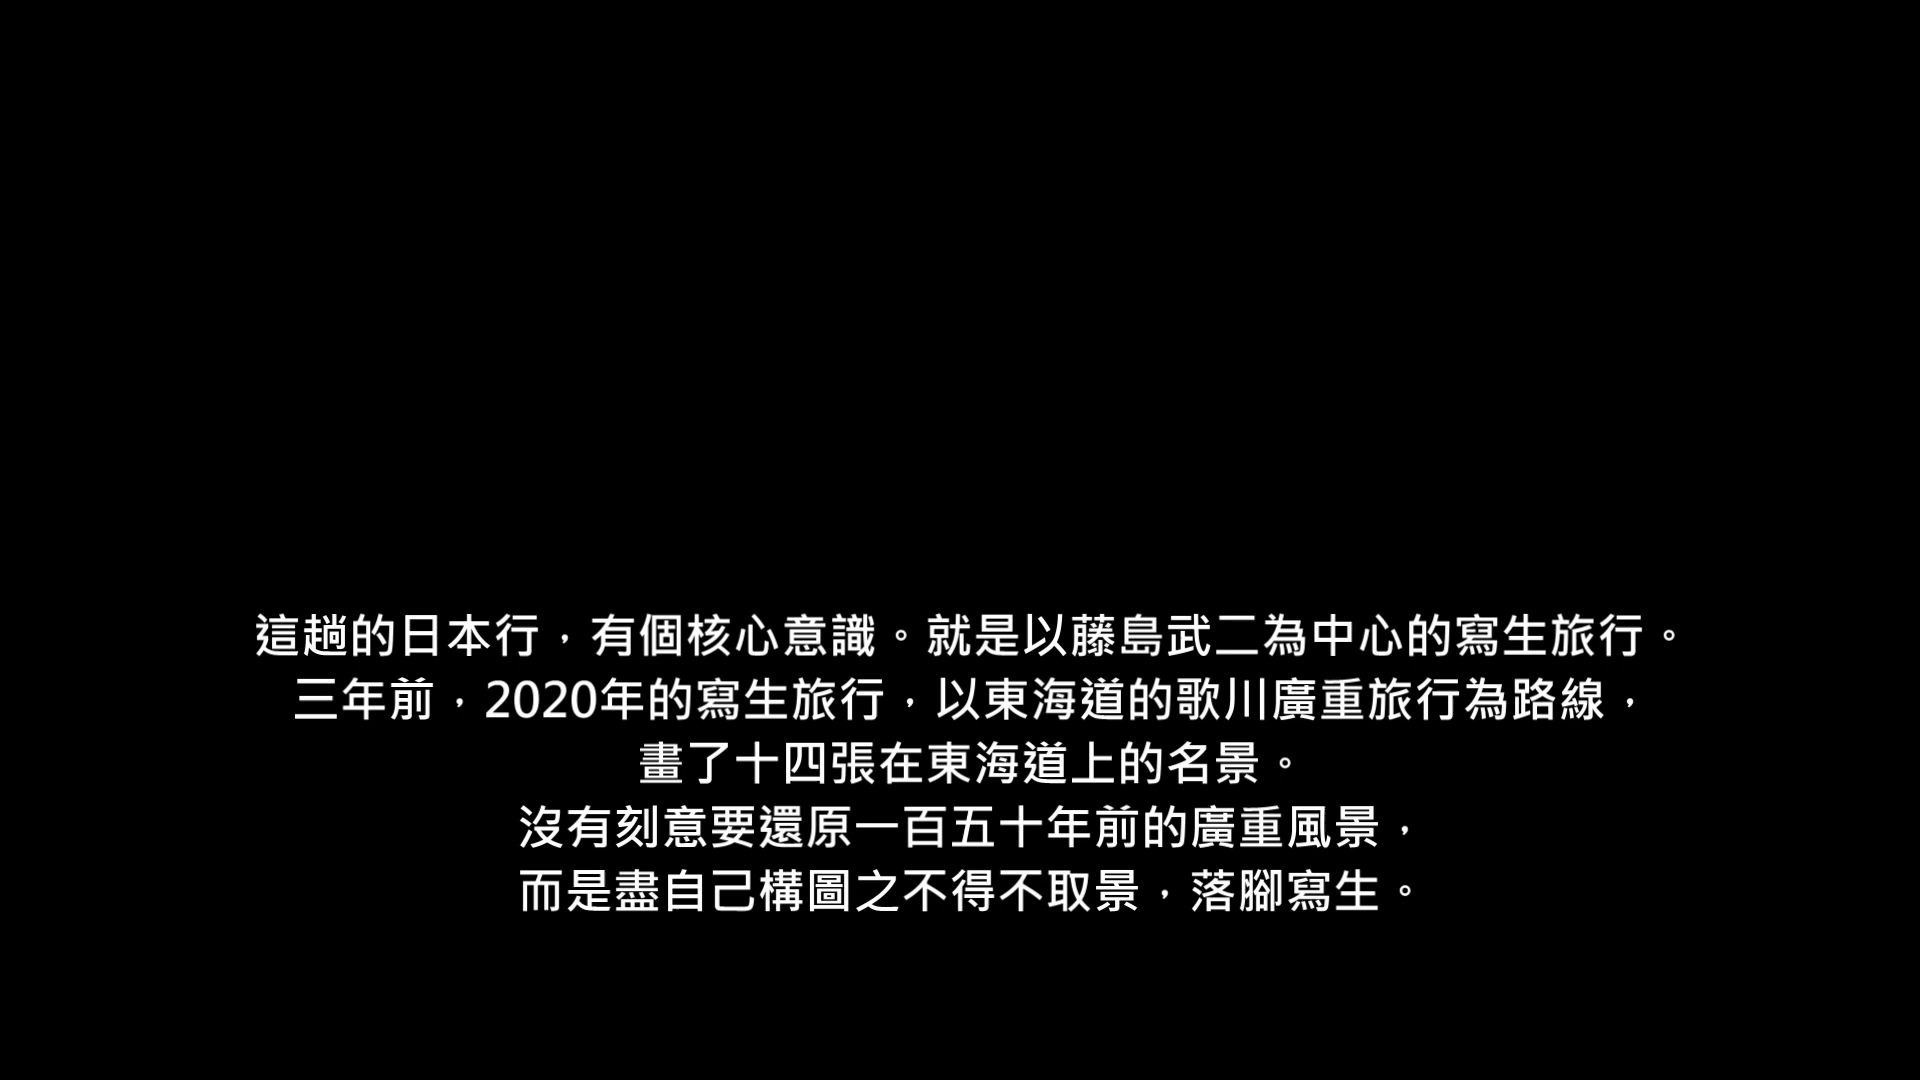 這趟的日本行，有個核心意識。就是以藤島武二為中心的寫生旅行。
三年前，2020年的寫生旅行，以東海道的歌川廣重旅行為路線，
畫了十四張在東海道上的名景。
沒有刻意要還原一百五十年前的廣重風景，
而是盡自己構圖之不得不取景，落腳寫生。